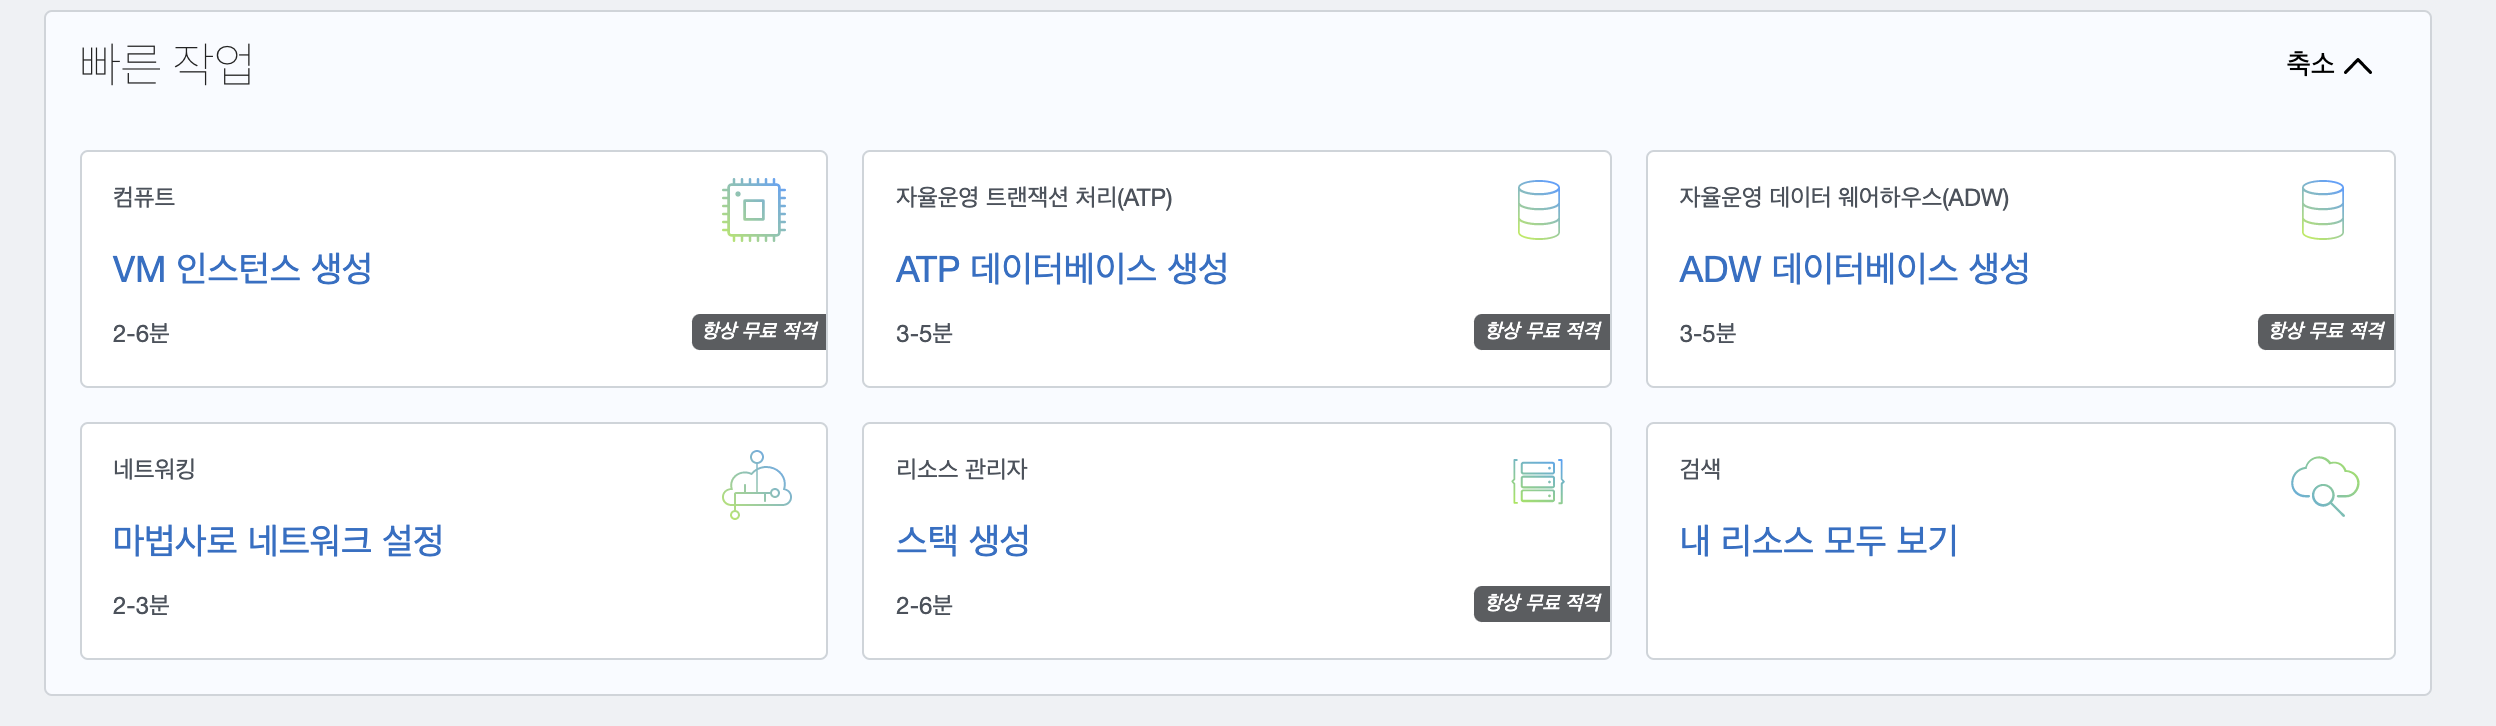 빠른 작업
축소
컴퓨트
VM 인스턴스 생성
2-6분
항상 무료 적격
자율운영 트랜잭션 처리(ATP)
ATP 데이터베이스 생성
3-5분
항상 무료 적격
자율운영 데이터 웨어하우스(ADW)
ADW 데이터베이스 생성
3-5분
항상 무료 적격
네트워킹
마법사로 네트워크 설정
2-3분
리소스 관리자
스택 생성
2-6분
항상 무료 적격
검색
내 리소스 모두 보기